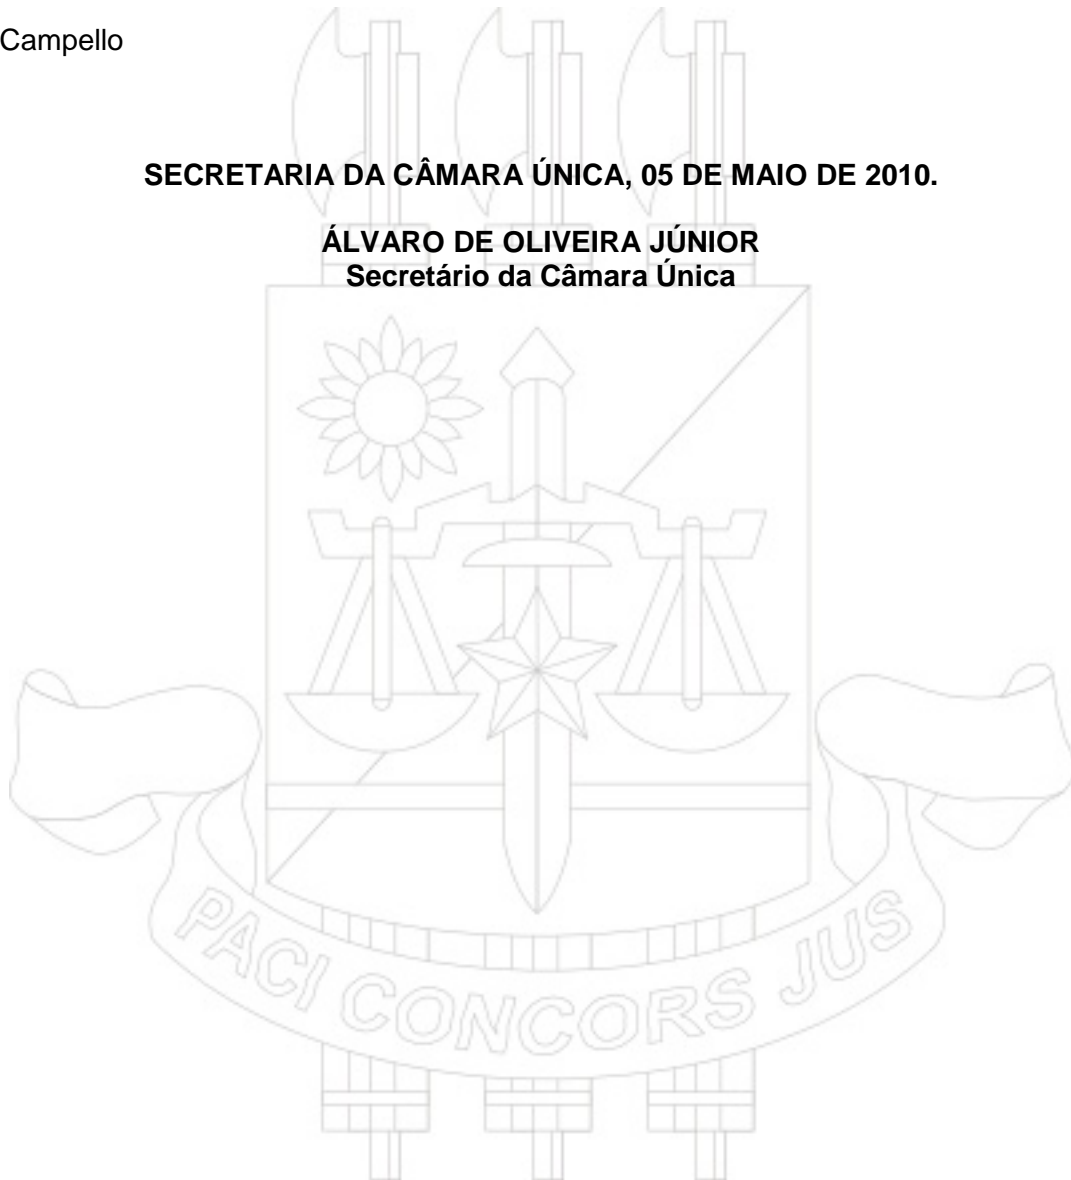 Campello
SECRETARIA DA CÂMARA ÚNICA, 05 DE MAIO DE 2010.
ÁLVARO DE OLIVEIRA JÚNIOR
Secretário da Câmara Única
PACI CONCORS JUS